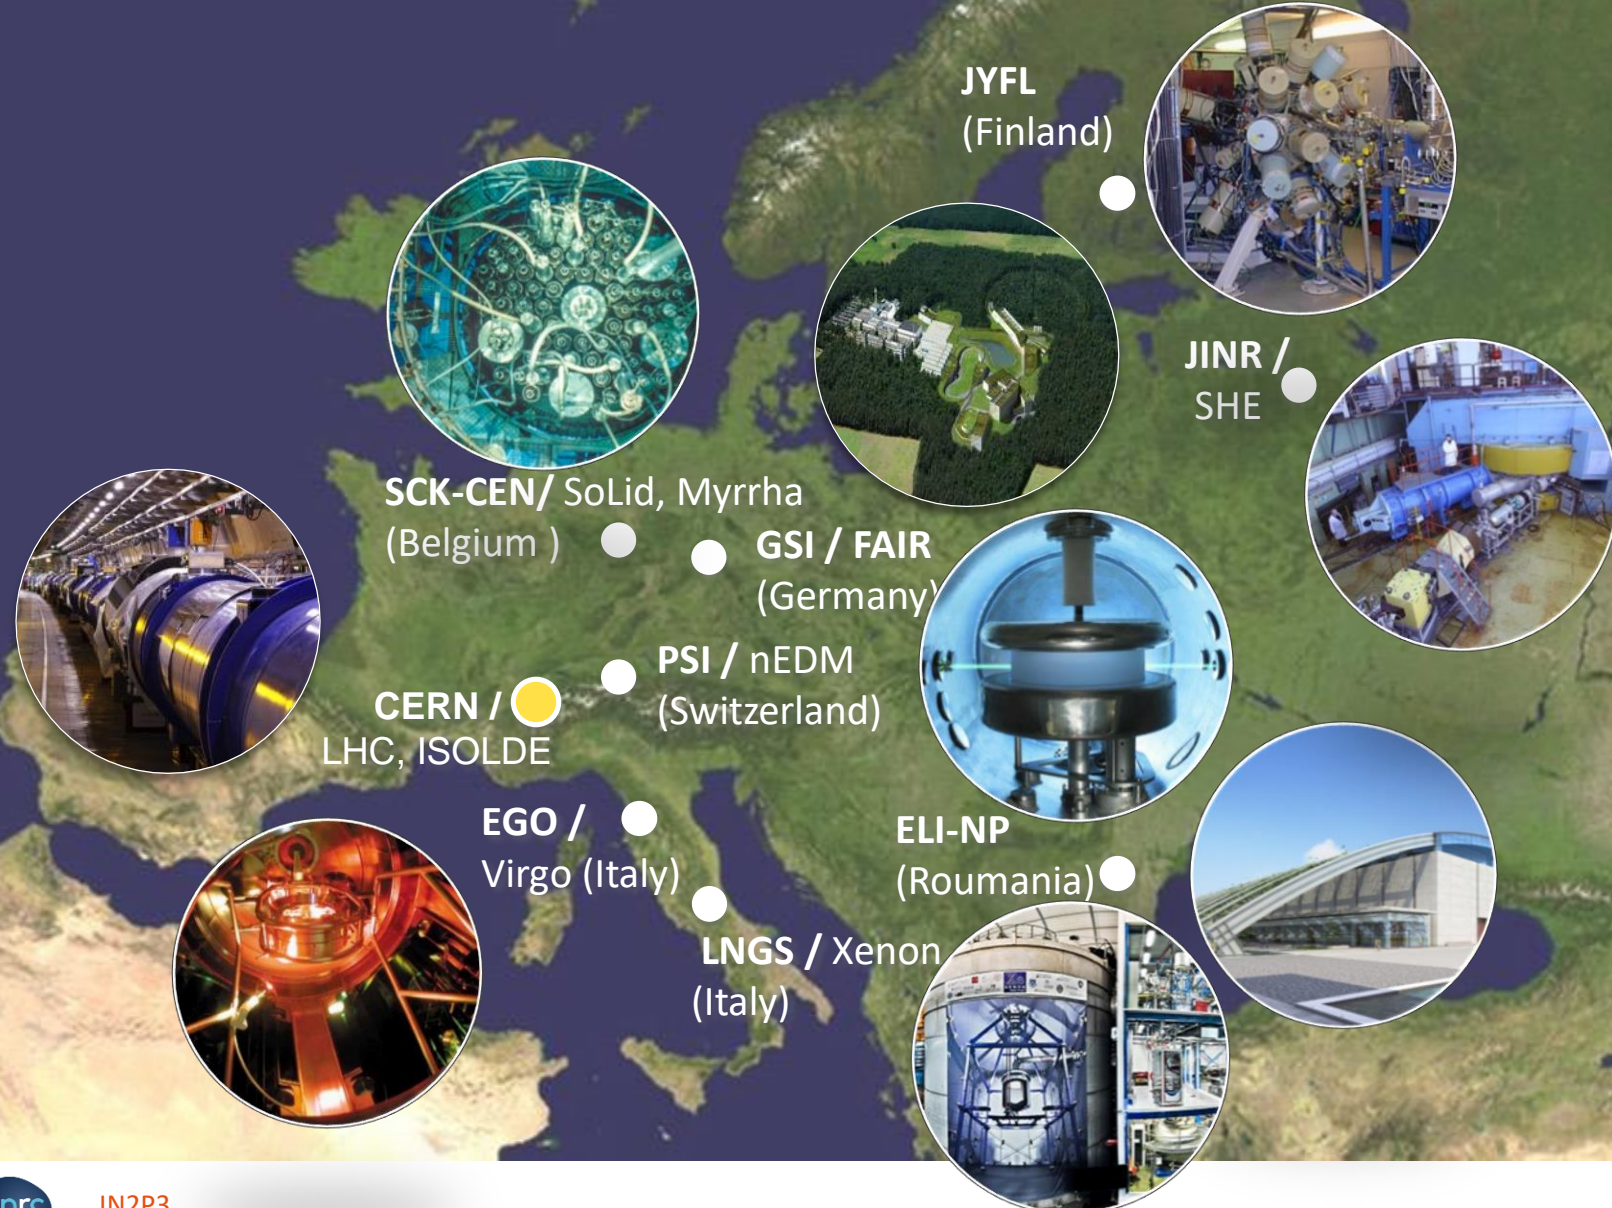 JYFL
(Finland)
JINR /
SHE
SCK-CEN/ SoLid, Myrrha
(Belgium )
GSI / FAIR
(Germany)
PSI / nEDM
(Switzerland)
CERN /
LHC, ISOLDE
EGO /
Virgo (Italy)
ELI-NP
(Roumania)
LNGS / Xenon
(Italy)
IN2P3